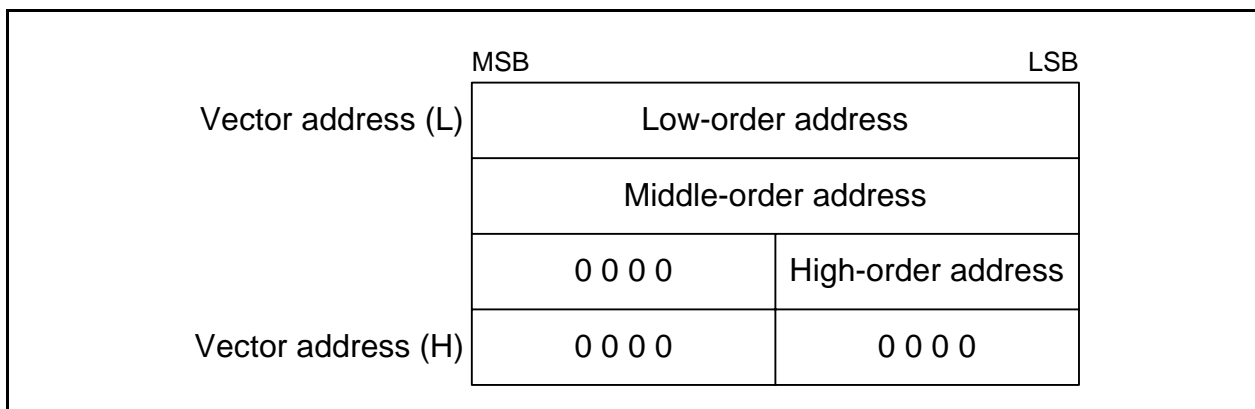 MSB LSB
Vector address (L) Low-order address
Middle-order address
0 0 0 0 High-order address
Vector address (H) 0 0 0 0 0 0 0 0